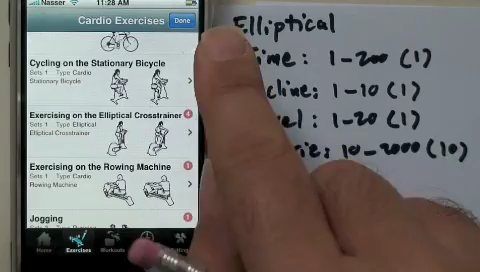 Nasser 11:28 AM
Cardio Exercises Done
Cycling on the Stationary Bicycle
Sets 1 Type Cardio
Stationary Bicycle
Exercising on the Elliptical Crosstrainer 4
Sets 1 Type Elliptical
Elliptical Crosstrainer
Exercising on the Rowing Machine 1
Sets 1 Type Cardio
Rowing Machine
Jogging
Home Exercises Workouts
Elliptical
ime: 1-200 (1)
cline: 1-10 (1)
el: 1-20 (1)
ie: 10-2000 (10)